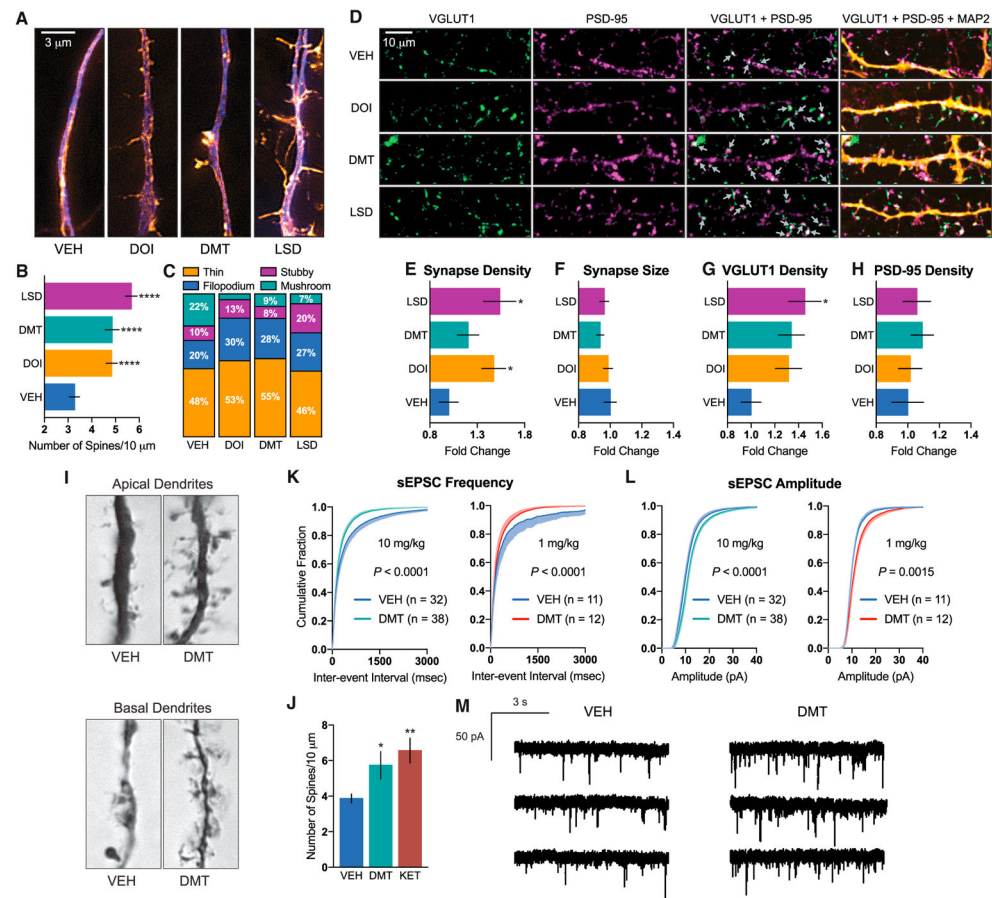 A
3 μm
VEH
DOI
DMT
LSD
B
LSD
****
DMT
****
DOI
****
VEH
2 3 4 5 6
Number of Spines/10 μm
C
Thin
Stubby
Filopodium
Mushroom
22%
10%
20%
48%
13%
30%
53%
9%
8%
28%
55%
7%
20%
27%
46%
VEH DOI DMT LSD
D
VGLUT1
PSD-95
VGLUT1 + PSD-95
VGLUT1 + PSD-95 + MAP2
10 μm
VEH
DOI
DMT
LSD
E Synapse Density
LSD
*
DMT
DOI
*
VEH
0.8 1.3 1.8
Fold Change
F Synapse Size
LSD
DMT
DOI
VEH
0.8 1.0 1.2 1.4
Fold Change
G VGLUT1 Density
LSD
*
DMT
DOI
VEH
0.8 1.0 1.2 1.4 1.6
Fold Change
H PSD-95 Density
LSD
DMT
DOI
VEH
0.8 1.0 1.2 1.4
Fold Change
I
Apical Dendrites
VEH
DMT
Basal Dendrites
VEH
DMT
K
sEPSC Frequency
Cumulative Fraction
1.0
0.8
0.6
0.4
0.2
0.0
10 mg/kg
P < 0.0001
VEH (n = 32)
DMT (n = 38)
0 1500 3000
Inter-event Interval (msec)
1.0
0.8
0.6
0.4
0.2
0.0
1 mg/kg
P < 0.0001
VEH (n = 11)
DMT (n = 12)
0 1500 3000
Inter-event Interval (msec)
L
sEPSC Amplitude
1.0
0.8
0.6
0.4
0.2
0.0
10 mg/kg
P < 0.0001
VEH (n = 32)
DMT (n = 38)
0 10 20 30 40
Amplitude (pA)
1.0
0.8
0.6
0.4
0.2
0.0
1 mg/kg
P = 0.0015
VEH (n = 11)
DMT (n = 12)
0 10 20 30 40
Amplitude (pA)
J
Number of Spines/10 μm
8
6
4
2
0
*
**
VEH DMT KET
M
3 s
50 pA
VEH
DMT